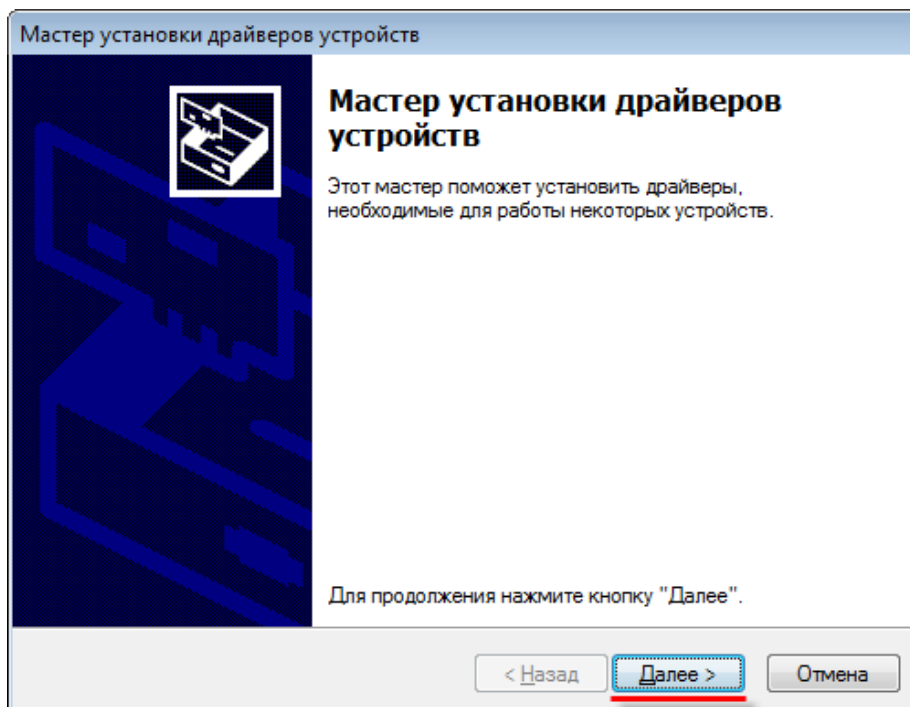 Мастер установки драйверов устройств
Мастер установки драйверов
устройств
Этот мастер поможет установить драйверы,
необходимые для работы некоторых устройств.
Для продолжения нажмите кнопку "Далее".
< Назад Далее > Отмена